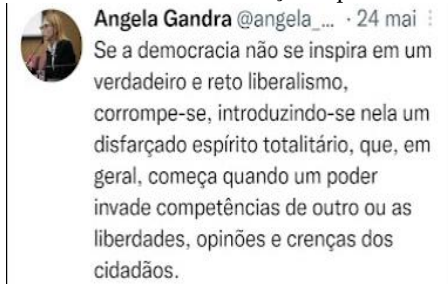 Angela Gandra @angela_... · 24 mai
Se a democracia não se inspira em um
verdadeiro e reto liberalismo,
corrompe-se, introduzindo-se nela um
disfarçado espírito totalitário, que, em
geral, começa quando um poder
invade competências de outro ou as
liberdades, opinões e crenças dos
cidadãos.